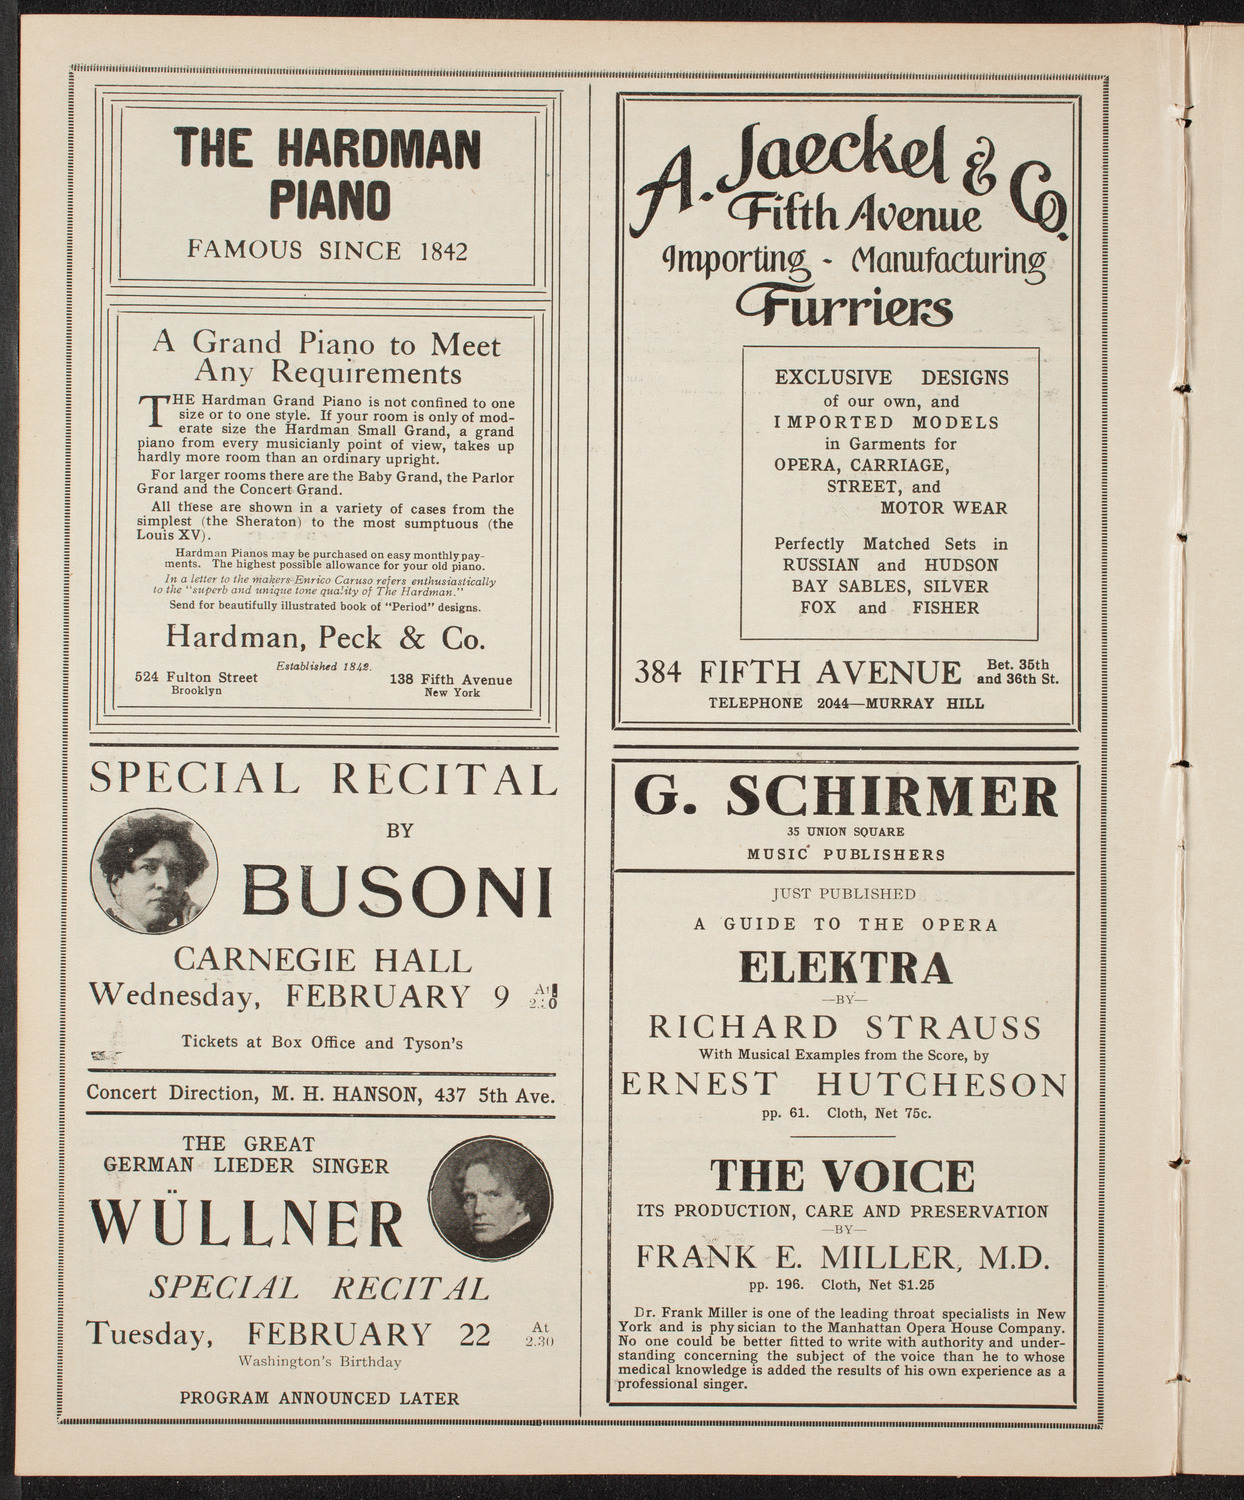 THE HARDMAN
PIANO
FAMOUS SINCE 1842
A Grand Piano to Meet
Any Requirements
THE Hardman Grand Piano is not confined to one
size or to one style. If your room is only of mod-
erate size the Hardman Small Grand, a grand
piano from every musicianly point of view, takes up
hardly more room than an ordinary upright.
For larger rooms there are the Baby Grand, the Parlor
Grand and the Concert Grand.
All these are shown in a variety of cases from the
simplest (the Sheraton) to the most sumptuous (the
Louis XV).
Hardman Pianos may be purchased on easy monthly pay-
ments. The highest possible allowance for your old piano.
In a letter to the makers Enrico Caruso refers enthusiastically
to the "superb and unique tone quality of The Hardman."
Send for beautifully illustrated book of "Period" designs.
Hardman, Peck & Co.
Established 1842.
524 Fulton Street
Brooklyn
138 Fifth Avenue
New York
SPECIAL RECITAL
BY
BUSONI
CARNEGIE HALL
Wednesday, FEBRUARY 9 At
Tickets at Box Office and Tyson's
Concert Direction, M. H. HANSON, 437 5th Ave.
THE GREAT
GERMAN LIEDER SINGER
WÜLLNER
SPECIAL RECITAL
Tuesday, FEBRUARY 22 At 2.30
Washington's Birthday
PROGRAM ANNOUNCED LATER
A. Jaeckel & Co.
Fifth Avenue
Importing - Manufacturing
Furriers
EXCLUSIVE DESIGNS
of our own, and
IMPORTED MODELS
in Garments for
OPERA, CARRIAGE,
STREET, and
MOTOR WEAR
Perfectly Matched Sets in
RUSSIAN and HUDSON
BAY SABLES, SILVER
FOX and FISHER
384 FIFTH AVENUE Bet. 35th and 36th St.
TELEPHONE 2044—MURRAY HILL
G. SCHIRMER
35 UNION SQUARE
MUSIC PUBLISHERS
JUST PUBLISHED
A GUIDE TO THE OPERA
ELEKTRA
—BY—
RICHARD STRAUSS
With Musical Examples from the Score, by
ERNEST HUTCHESON
pp. 61. Cloth, Net 75c.
THE VOICE
ITS PRODUCTION, CARE AND PRESERVATION
—BY—
FRANK E. MILLER, M.D.
pp. 196. Cloth, Net $1.25
Dr. Frank Miller is one of the leading throat specialists in New
York and is physician to the Manhattan Opera House Company.
No one could be better fitted to write with authority and under-
standing concerning the subject of the voice than he to whose
medical knowledge is added the results of his own experience as a
professional singer.